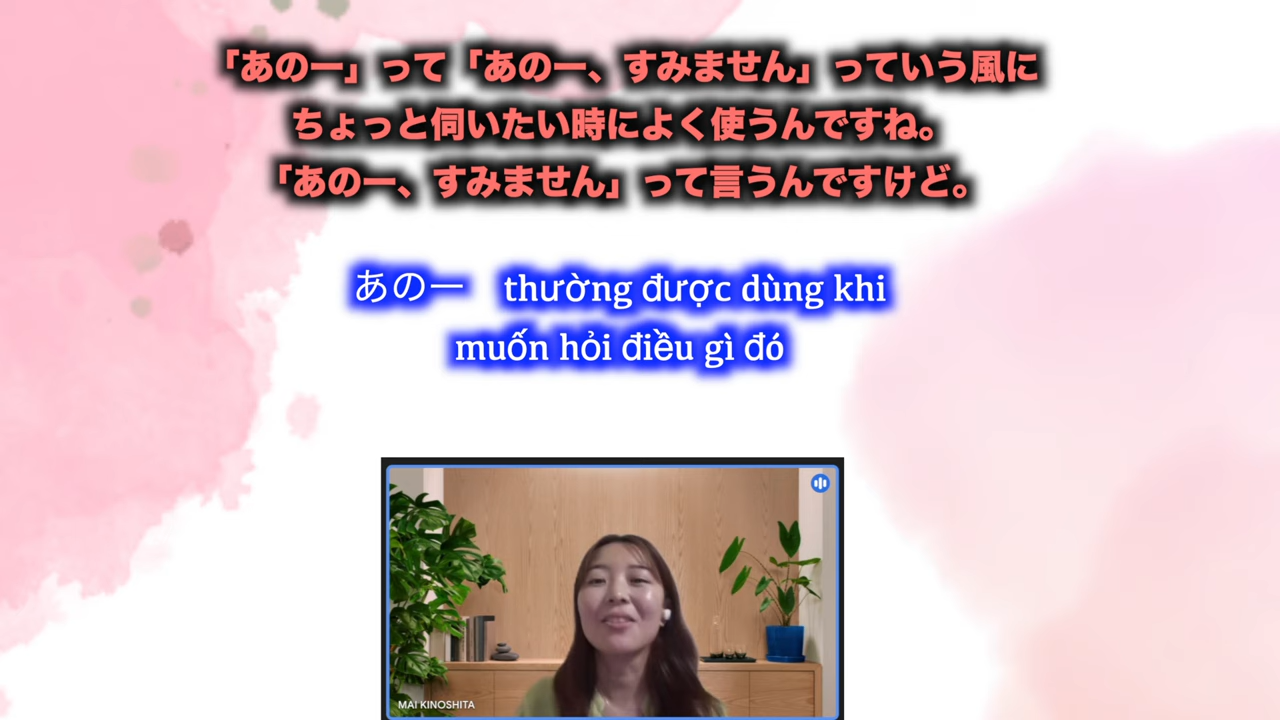 「あのー」って「あのー、すみません」っていう風に
ちょっと伺いたい時によく使うんですね。
「あのー、すみません」って言うんですけど。
あのー　thường được dùng khi
muốn hỏi điều gì đó
MAI KINOSHITA